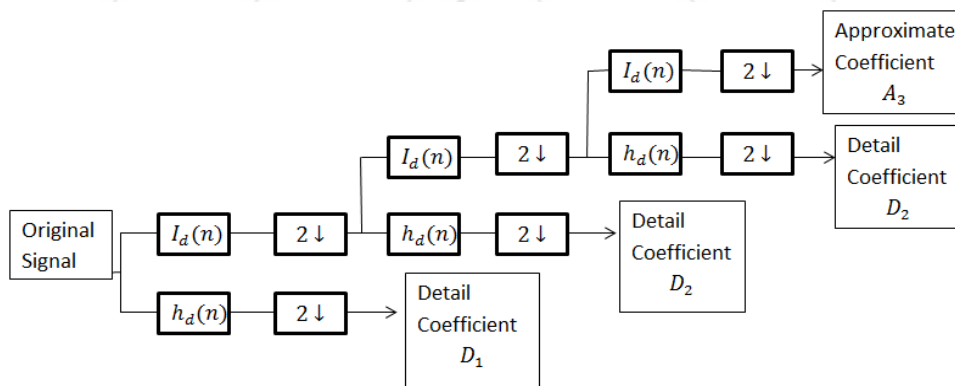 Approximate
Coefficient
A₃
I_d(n)
2↓
I_d(n)
2↓
h_d(n)
2↓
Detail
Coefficient
D₂
Original
Signal
I_d(n)
2↓
h_d(n)
2↓
Detail
Coefficient
D₂
h_d(n)
2↓
Detail
Coefficient
D₁